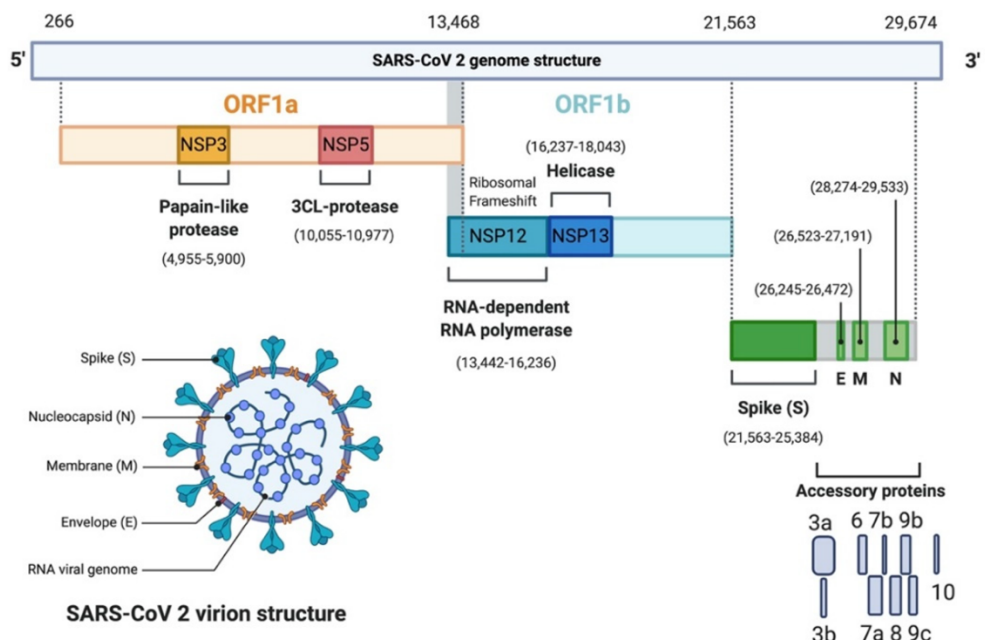 266
13,468
21,563
29,674
5'
SARS-CoV 2 genome structure
3'
ORF1a
ORF1b
NSP3
NSP5
(16,237-18,043)
Helicase
Ribosomal
Frameshift
Papain-like
protease
(4,955-5,900)
3CL-protease
(10,055-10,977)
NSP12
NSP13
RNA-dependent
RNA polymerase
(13,442-16,236)
(28,274-29,533)
(26,523-27,191)
(26,245-26,472)
E M N
Spike (S)
(21,563-25,384)
Accessory proteins
3a 6 7b 9b
10
3b 7a 8 9c
Spike (S)
Nucleocapsid (N)
Membrane (M)
Envelope (E)
RNA viral genome
SARS-CoV 2 virion structure